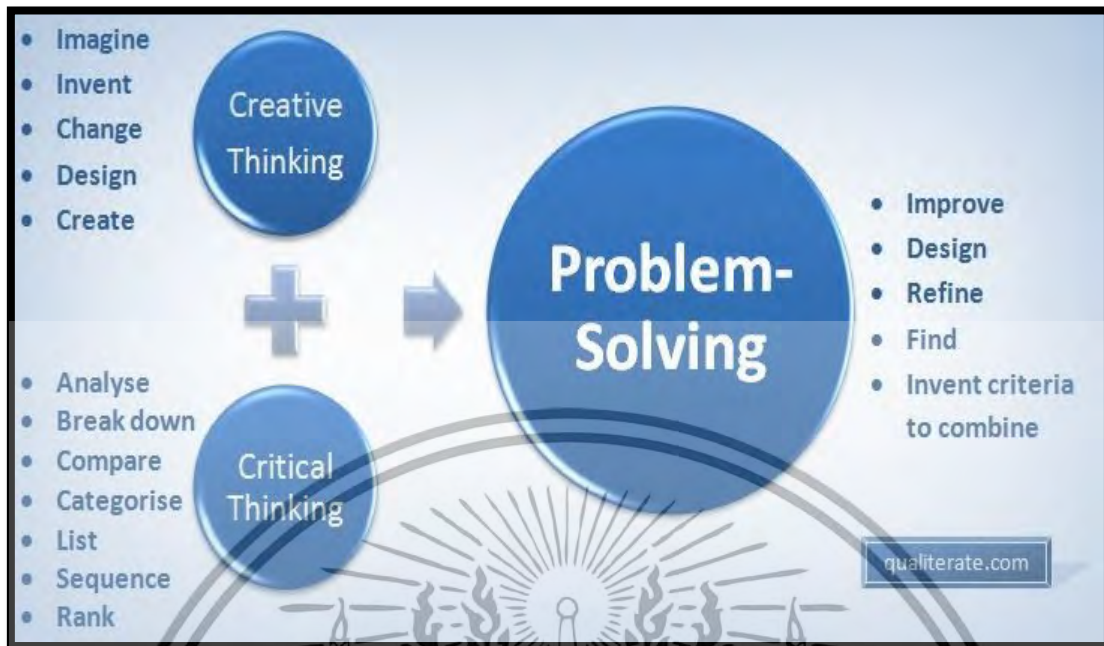 • Imagine
• Invent
• Change
• Design
• Create
Creative
Thinking
• Analyse
• Break down
• Compare
• Categorise
• List
• Sequence
• Rank
Critical
Thinking
Problem-
Solving
• Improve
• Design
• Refine
• Find
• Invent criteria
to combine
qualiterate.com